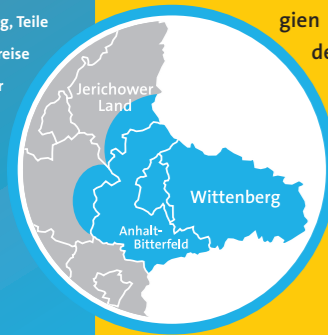 g, Teile
reise
r
gien
de
Jerichower
Land
Wittenberg
Anhalt-
Bitterfeld